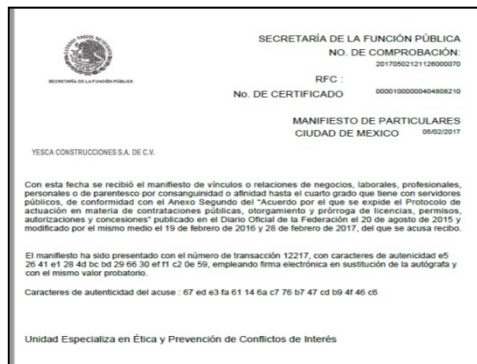 SECRETARÍA DE LA FUNCIÓN PÚBLICA
NO. DE COMPROBACIÓN:
20170502121126000070
RFC :
No. DE CERTIFICADO 00001000000404808210
SECRETARÍA DE LA FUNCIÓN PÚBLICA
MANIFIESTO DE PARTICULARES
CIUDAD DE MEXICO 05/02/2017
YESCA CONSTRUCCIONES S.A. DE C.V.
Con esta fecha se recibió el manifiesto de vínculos o relaciones de negocios, laborales, profesionales,
personales o de parentesco por consanguinidad o afinidad hasta el cuarto grado que tiene con servidores
públicos, de conformidad con el Anexo Segundo del "Acuerdo por el que se expide el Protocolo de
actuación en materia de contrataciones públicas, otorgamiento y prórroga de licencias, permisos,
autorizaciones y concesiones" publicado en el Diario Oficial de la Federación el 20 de agosto de 2015 y
modificado por el mismo medio el 19 de febrero de 2016 y 28 de febrero de 2017, del que se acusa recibo.
El manifiesto ha sido presentado con el número de transacción 12217, con caracteres de autenticidad e5
26 41 e1 28 4d bc bd 29 66 30 ef f1 c2 0e 59, empleando firma electrónica en sustitución de la autógrafa y
con el mismo valor probatorio.
Caracteres de autenticidad del acuse : 67 ed e3 fa 61 14 6a c7 76 b7 47 cd b9 4f 46 c6
Unidad Especializa en Ética y Prevención de Conflictos de Interés